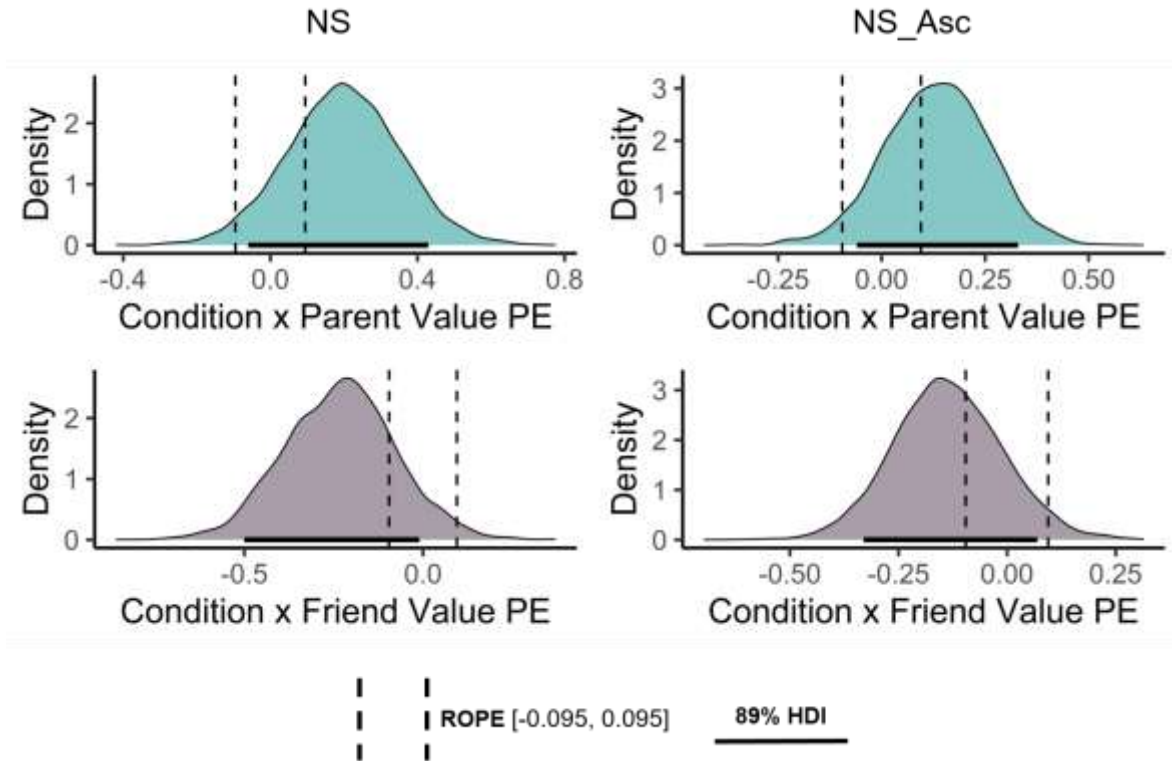 NS
NS_Asc
Density
2
1
0
-0.4 0.0 0.4 0.8
Condition x Parent Value PE
Density
3
2
1
0
-0.25 0.00 0.25 0.50
Condition x Parent Value PE
Density
2
1
0
-0.5 0.0
Condition x Friend Value PE
Density
3
2
1
0
-0.50 -0.25 0.00 0.25
Condition x Friend Value PE
ROPE [-0.095, 0.095]
89% HDI